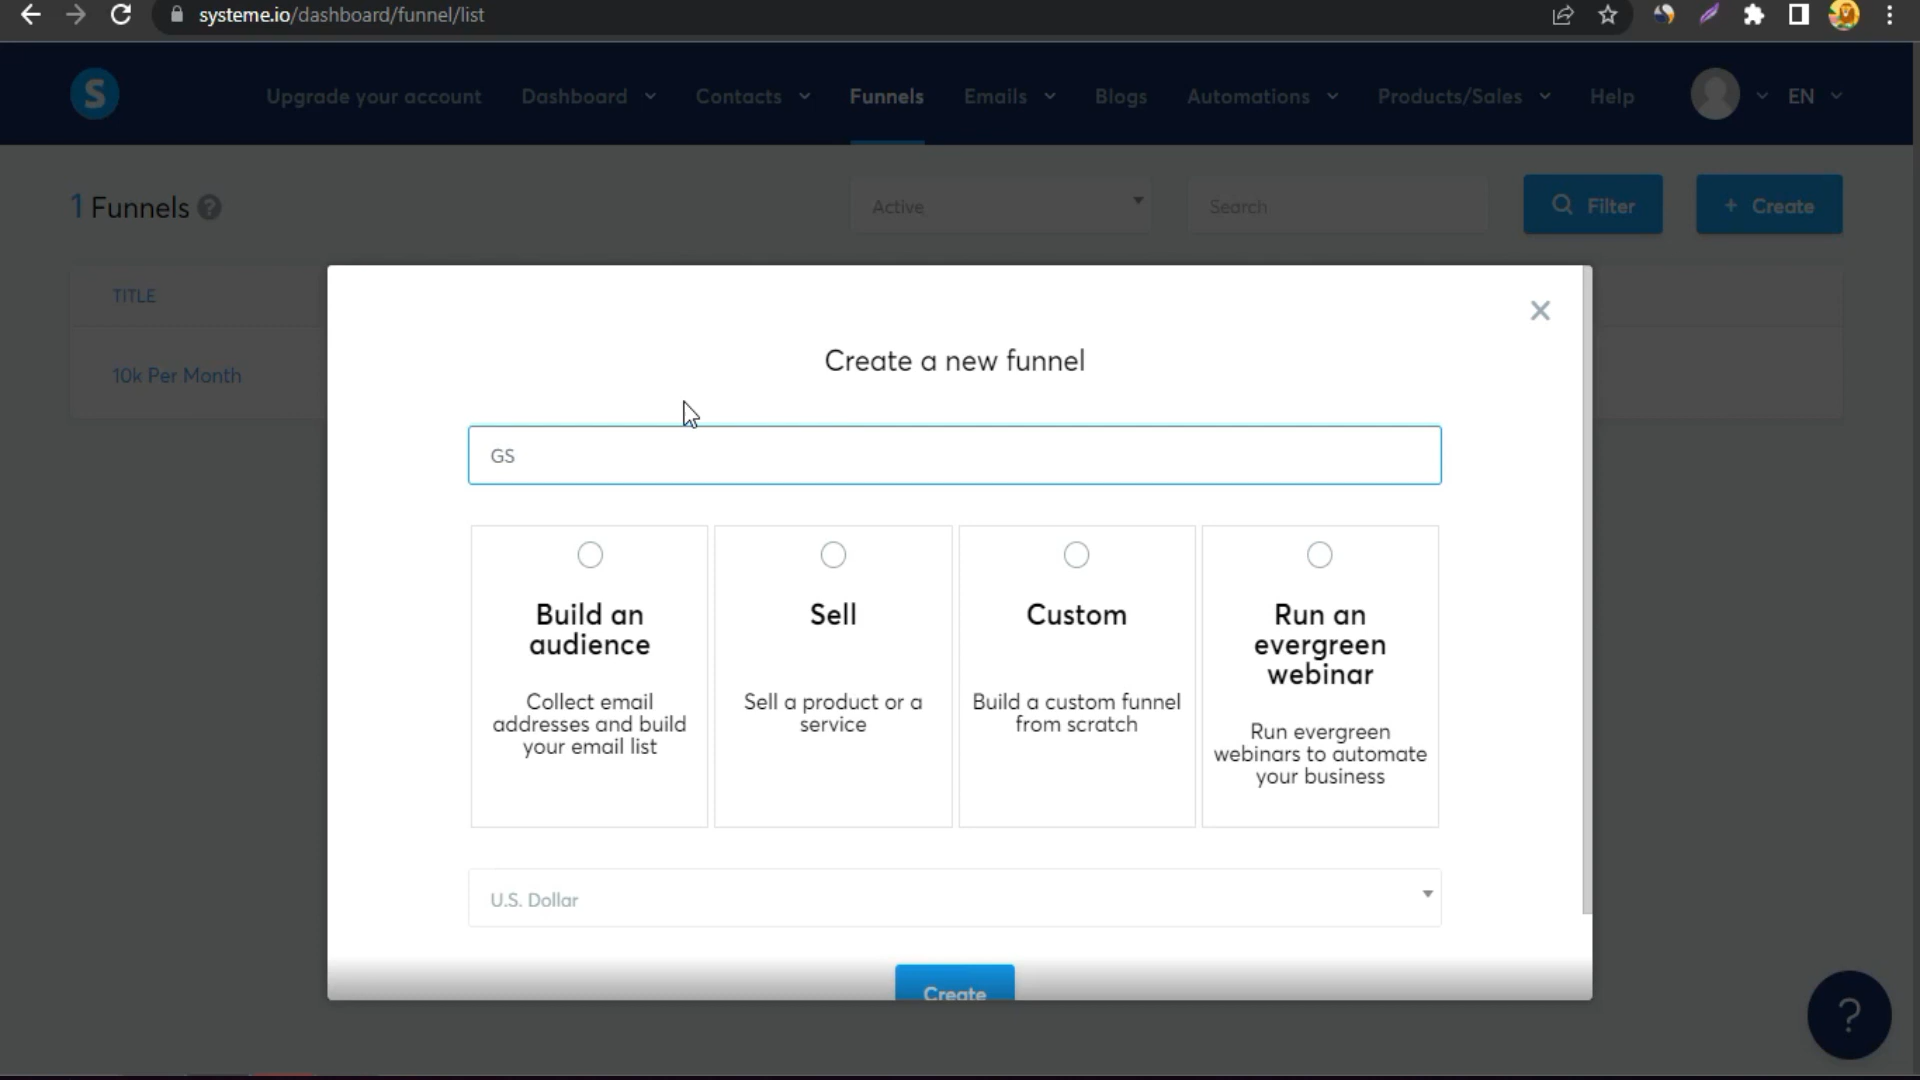 systeme.io/dashboard/funnel/list
S
Upgrade your account
Dashboard
Contacts
Funnels
Emails
Blogs
Automations
Products/Sales
Help
EN
1 Funnels ?
Active
Search
Filter
+ Create
TITLE
10k Per Month
Create a new funnel
GS
Build an
audience
Collect email
addresses and build
your email list
Sell
Sell a product or a
service
Custom
Build a custom funnel
from scratch
Run an
evergreen
webinar
Run evergreen
webinars to automate
your business
U.S. Dollar
Create
?